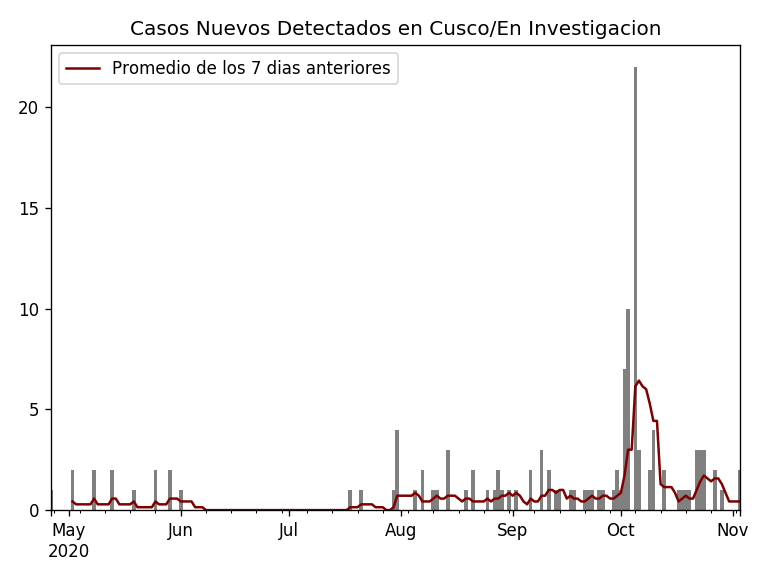 Casos Nuevos Detectados en Cusco/En Investigacion
Promedio de los 7 dias anteriores
20
15
10
5
0
May Jun Jul Aug Sep Oct Nov
2020